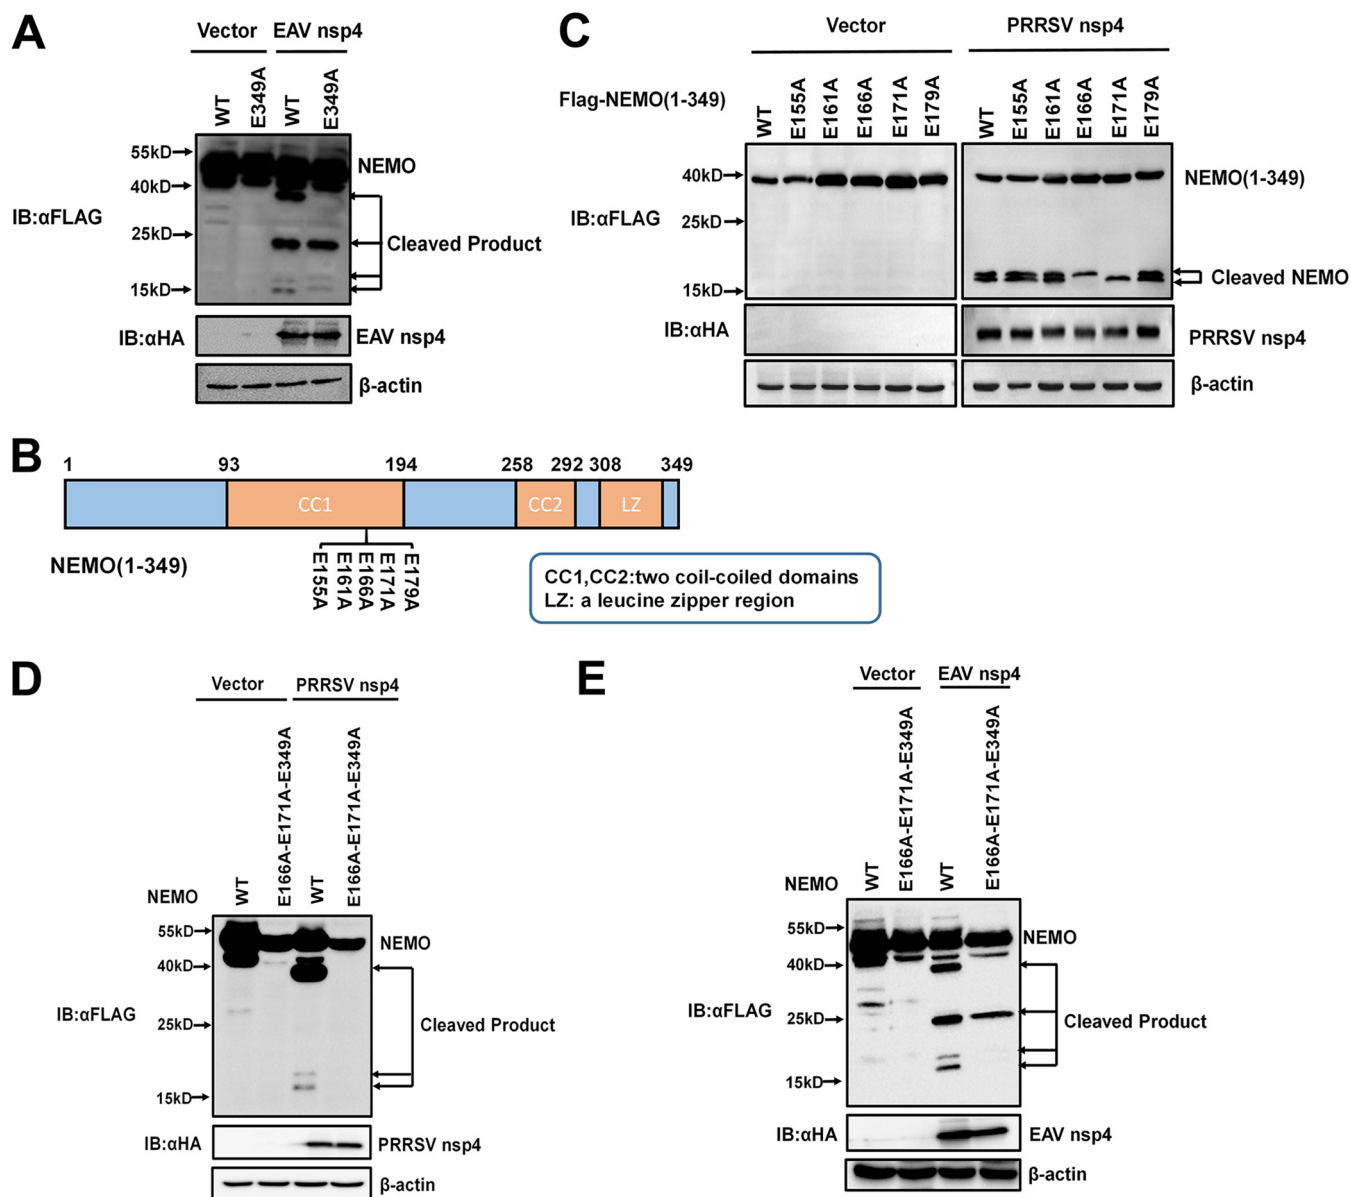 A
Vector EAV nsp4
WT E349A WT E349A
55kD
40kD
25kD
15kD
NEMO
IB:αFLAG
Cleaved Product
IB:αHA
EAV nsp4
β-actin
C
Vector PRRSV nsp4
Flag-NEMO(1-349)
WT E155A E161A E166A E171A E179A WT E155A E161A E166A E171A E179A
40kD
25kD
15kD
NEMO(1-349)
IB:αFLAG
Cleaved NEMO
IB:αHA
PRRSV nsp4
β-actin
B
1 93 194 258 292 308 349
CC1 CC2 LZ
NEMO(1-349)
E155A E161A E166A E171A E179A
CC1,CC2:two coil-coiled domains
LZ: a leucine zipper region
D
Vector PRRSV nsp4
NEMO
WT E166A-E171A-E349A WT E166A-E171A-E349A
55kD
40kD
25kD
15kD
NEMO
IB:αFLAG
Cleaved Product
IB:αHA
PRRSV nsp4
β-actin
E
Vector EAV nsp4
NEMO
WT E166A-E171A-E349A WT E166A-E171A-E349A
55kD
40kD
25kD
15kD
NEMO
IB:αFLAG
Cleaved Product
IB:αHA
EAV nsp4
β-actin